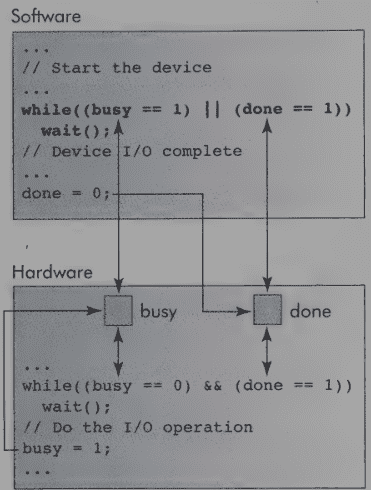 Software
...
// Start the device
...
while((busy == 1) || (done == 1))
wait();
// Device I/O complete
...
done = 0;
Hardware
busy
done
...
while((busy == 0) && (done == 1))
wait();
// Do the I/O operation
busy = 1;
...